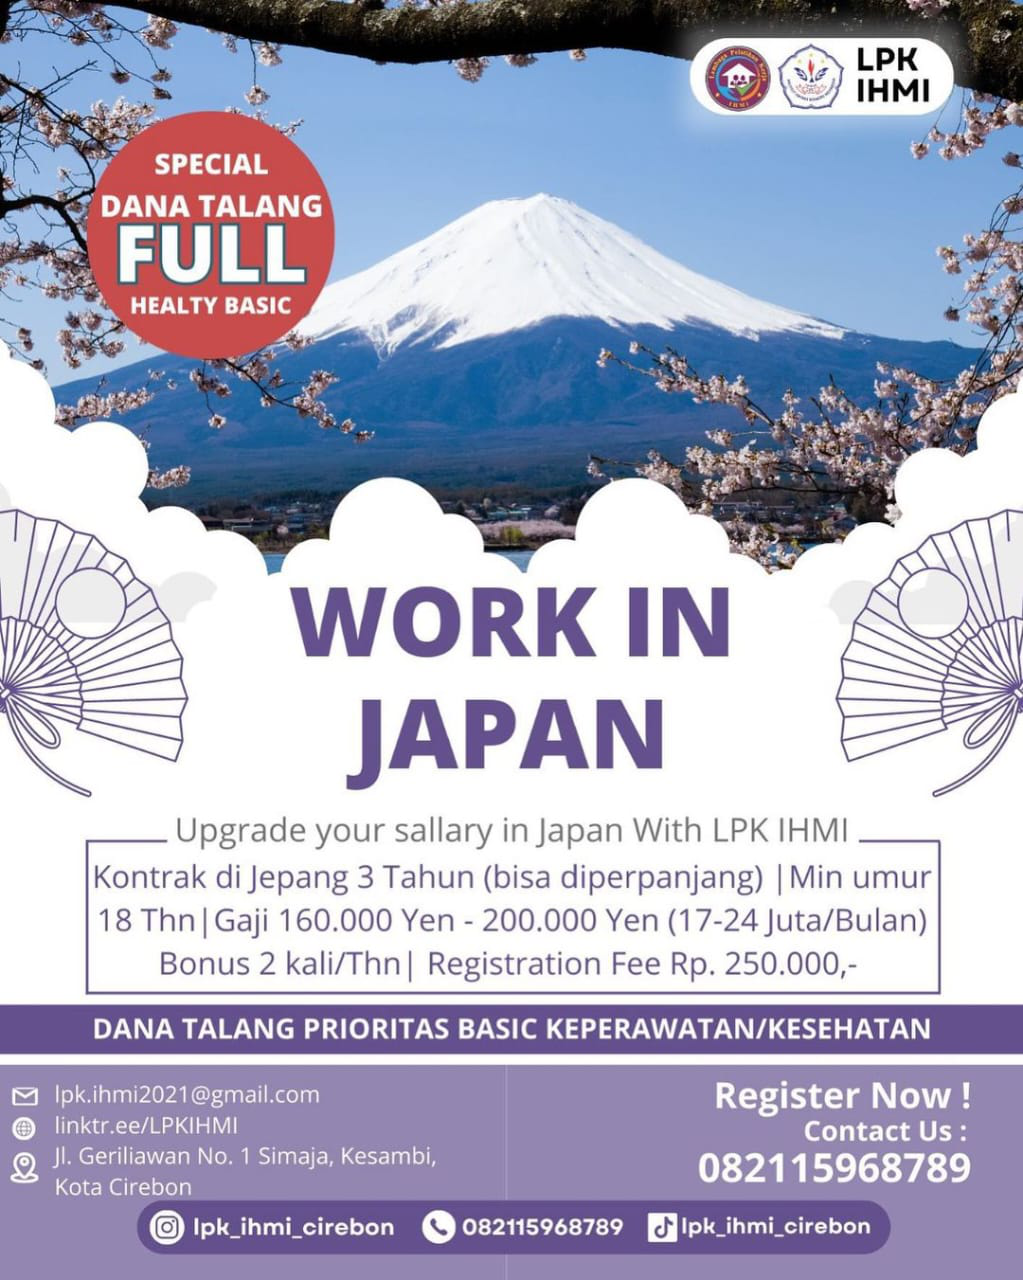 LPK
IHMI
SPECIAL
DANA TALANG
FULL
HEALTY BASIC
WORK IN
JAPAN
Upgrade your sallary in Japan With LPK IHMI
Kontrak di Jepang 3 Tahun (bisa diperpanjang) |Min umur
18 Thn|Gaji 160.000 Yen - 200.000 Yen (17-24 Juta/Bulan)
Bonus 2 kali/Thn| Registration Fee Rp. 250.000,-
DANA TALANG PRIORITAS BASIC KEPERAWATAN/KESEHATAN
lpk.ihmi2021@gmail.com
linktr.ee/LPKIHMI
Jl. Geriliawan No. 1 Simaja, Kesambi,
Kota Cirebon
Register Now !
Contact Us :
082115968789
lpk_ihmi_cirebon 082115968789 lpk_ihmi_cirebon